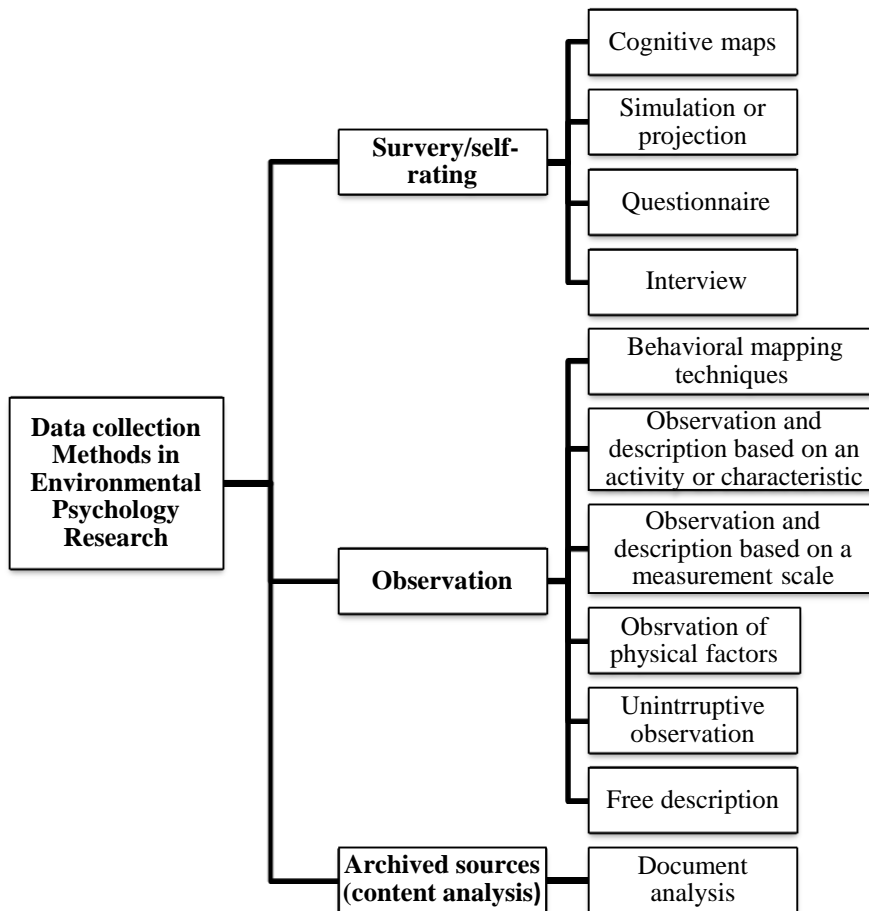 Data collection
Methods in
Environmental
Psychology
Research
Survery/self-
rating
Cognitive maps
Simulation or
projection
Questionnaire
Interview
Observation
Behavioral mapping
techniques
Observation and
description based on an
activity or characteristic
Observation and
description based on a
measurement scale
Obsrvation of
physical factors
Unintrruptive
observation
Free description
Archived sources
(content analysis)
Document
analysis